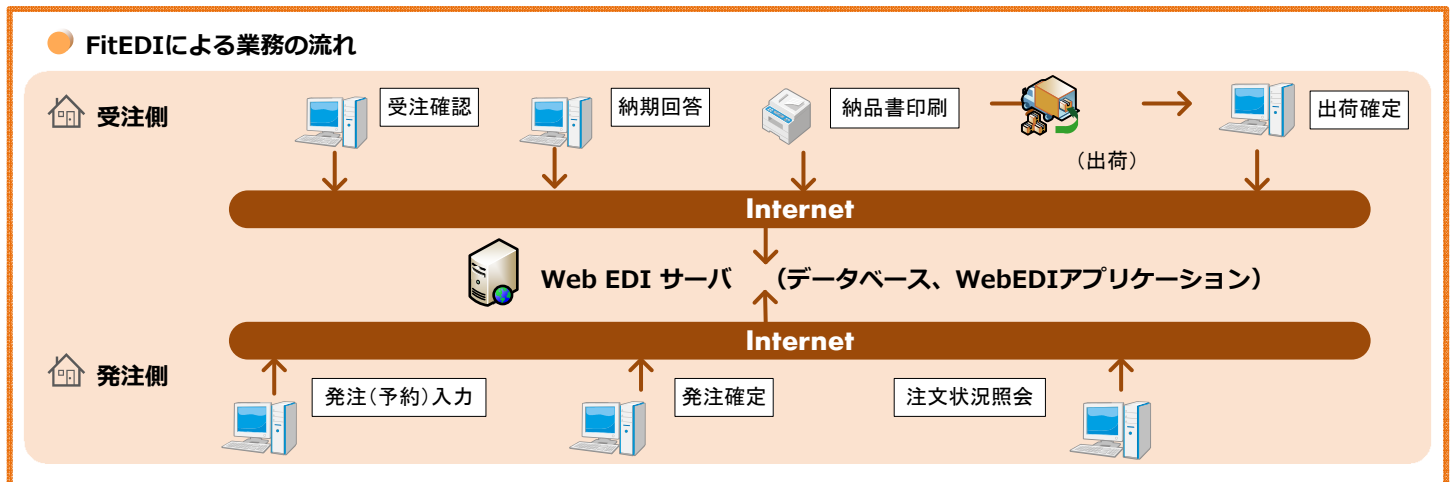 FitEDIによる業務の流れ
受注側
受注確認
納期回答
納品書印刷
（出荷）
出荷確定
Internet
Web EDI サーバ　（データベース、WebEDIアプリケーション）
Internet
発注側
発注（予約）入力
発注確定
注文状況照会